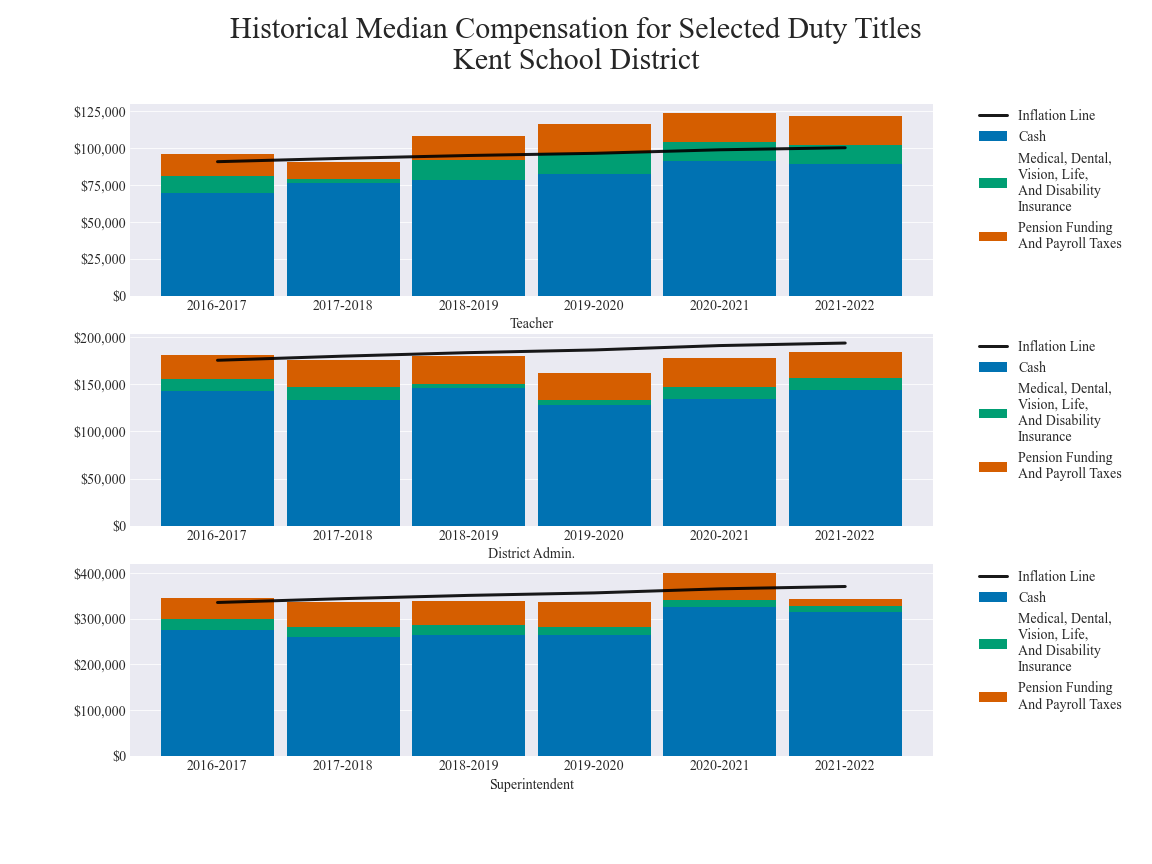 Historical Median Compensation for Selected Duty Titles
Kent School District
$125,000
$100,000
$75,000
$50,000
$25,000
$0
2016-2017 2017-2018 2018-2019 2019-2020 2020-2021 2021-2022
Teacher
Inflation Line
Cash
Medical, Dental,
Vision, Life,
And Disability
Insurance
Pension Funding
And Payroll Taxes
$200,000
$150,000
$100,000
$50,000
$0
2016-2017 2017-2018 2018-2019 2019-2020 2020-2021 2021-2022
District Admin.
Inflation Line
Cash
Medical, Dental,
Vision, Life,
And Disability
Insurance
Pension Funding
And Payroll Taxes
$400,000
$300,000
$200,000
$100,000
$0
2016-2017 2017-2018 2018-2019 2019-2020 2020-2021 2021-2022
Superintendent
Inflation Line
Cash
Medical, Dental,
Vision, Life,
And Disability
Insurance
Pension Funding
And Payroll Taxes